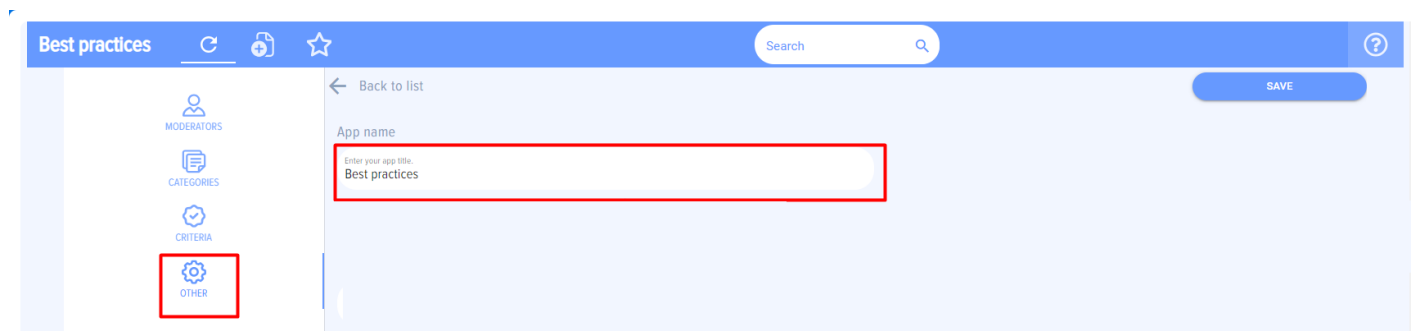 Best practices
Search
MODERATORS
CATEGORIES
CRITERIA
OTHER
Back to list
SAVE
App name
Enter your app title.
Best practices